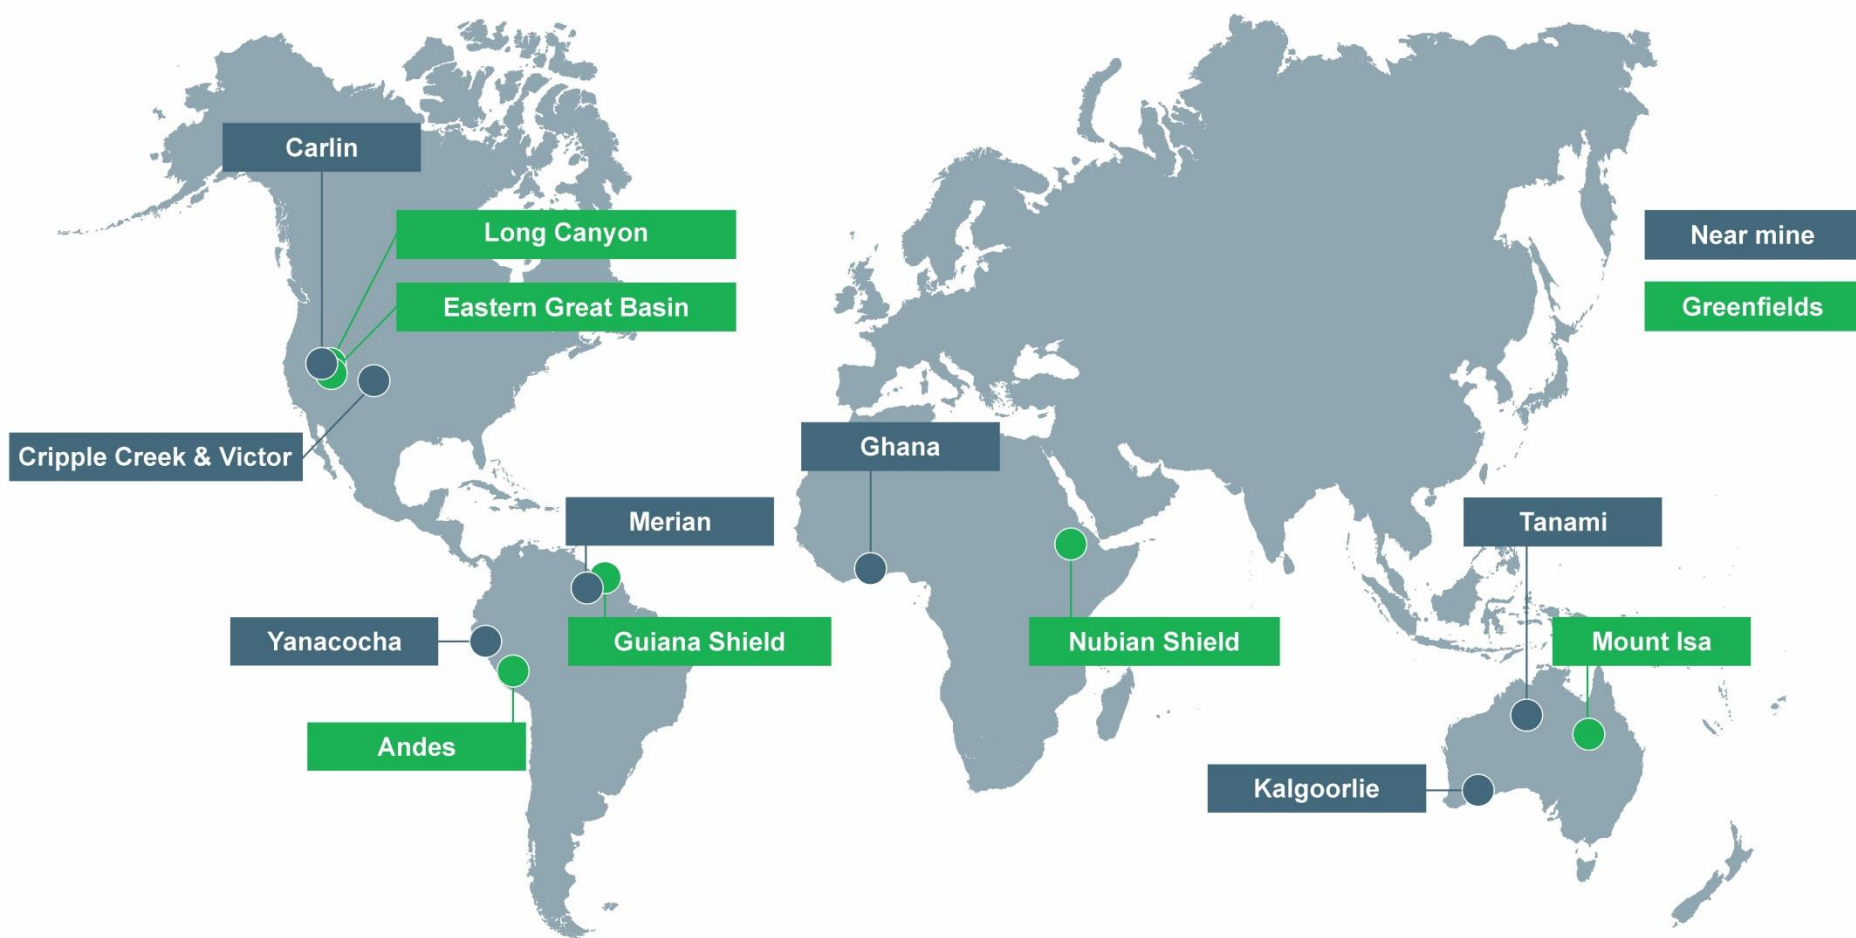 Carlin
Long Canyon
Near mine
Eastern Great Basin
Greenfields
Cripple Creek & Victor
Ghana
Merian
Tanami
Yanacocha
Guiana Shield
Nubian Shield
Mount Isa
Andes
Kalgoorlie